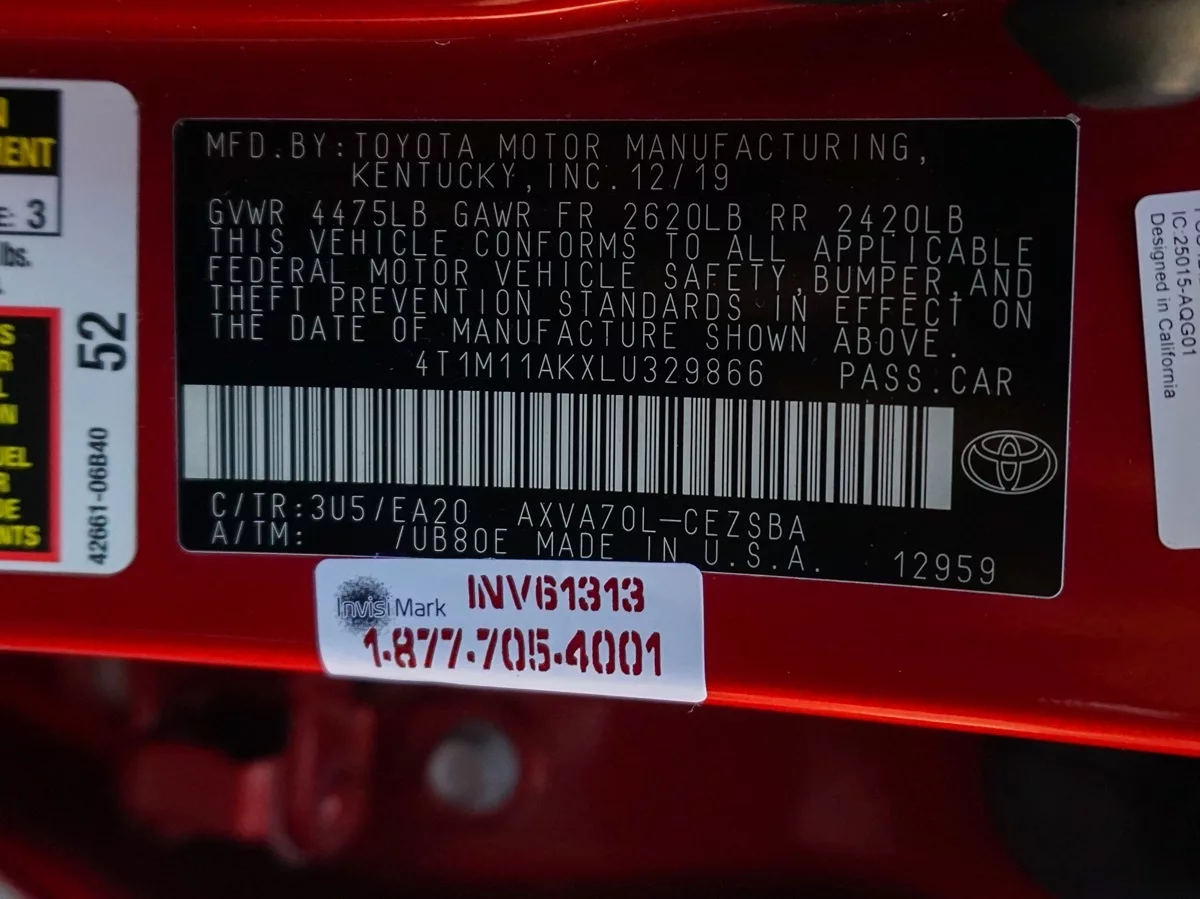 MENT
E: 3
lbs.
52
42661-06B40
MFD.BY:TOYOTA MOTOR MANUFACTURING,
KENTUCKY,INC.12/19
GVWR 4475LB GAWR FR 2620LB RR 2420LB
THIS VEHICLE CONFORMS TO ALL APPLICABLE
FEDERAL MOTOR VEHICLE SAFETY,BUMPER,AND
THEFT PREVENTION STANDARDS IN EFFECT ON
THE DATE OF MANUFACTURE SHOWN ABOVE.
4T1M11AKXLU329866 PASS.CAR
C/TR:3U5/EA20 AXVA70L-CEZSBA
A/TM: /UB80E MADE IN U.S.A. 12959
InvisiMark INV61313
1-877-705-4001
IC:25015-AQG01
Designed in California